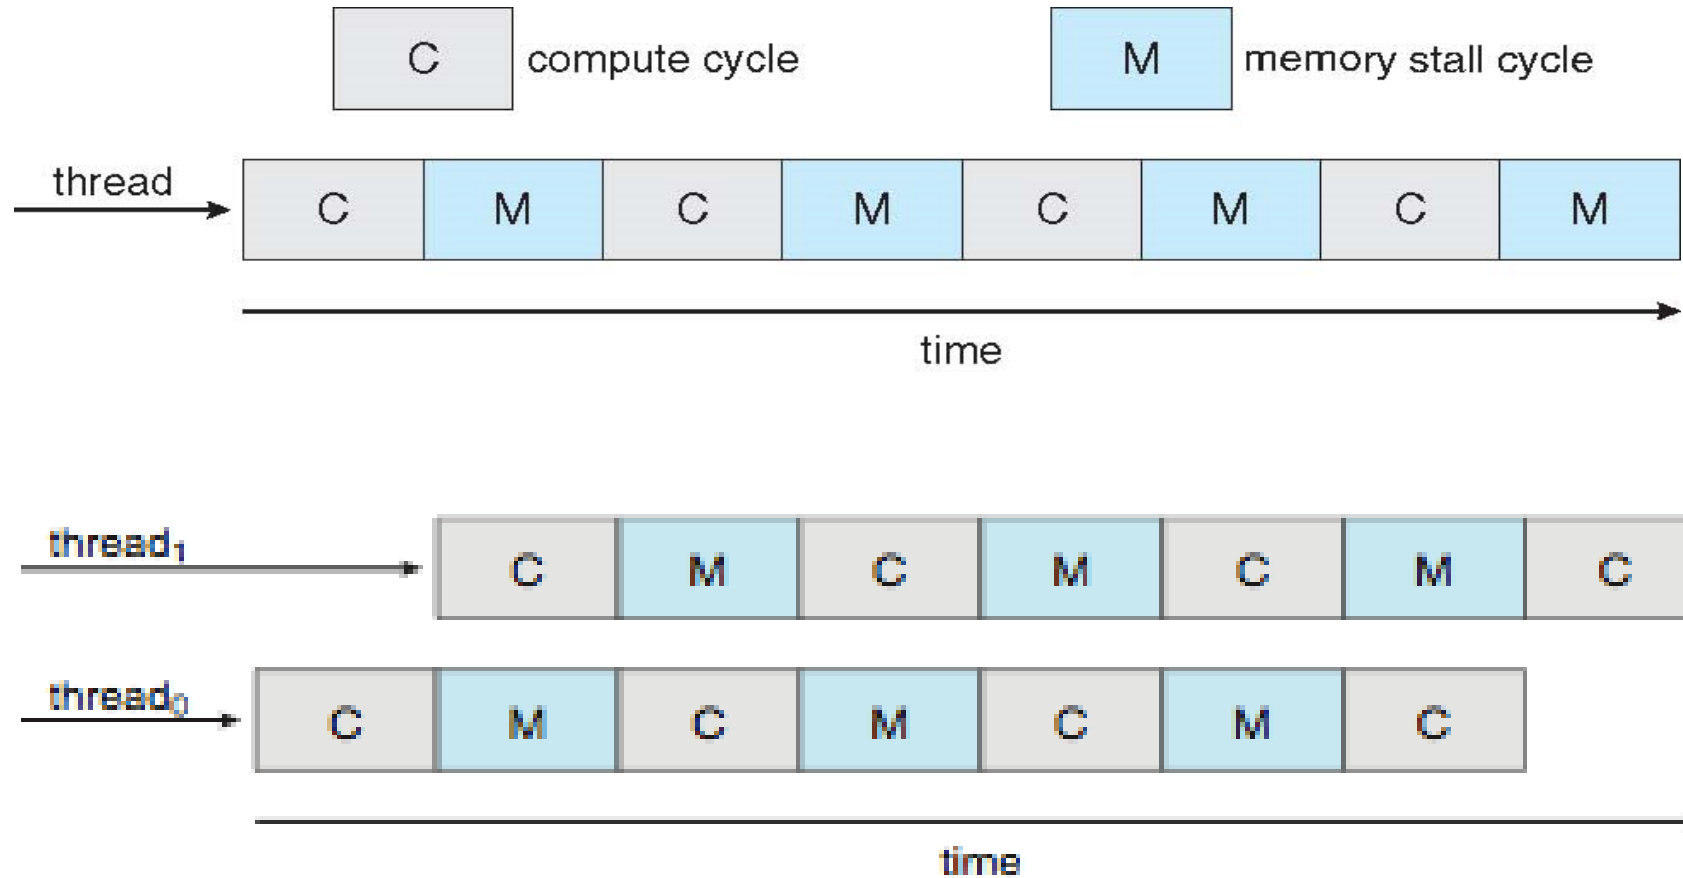 C compute cycle M memory stall cycle
thread C M C M C M C M
time
thread1 C M C M C M C
thread0 C M C M C M C
time